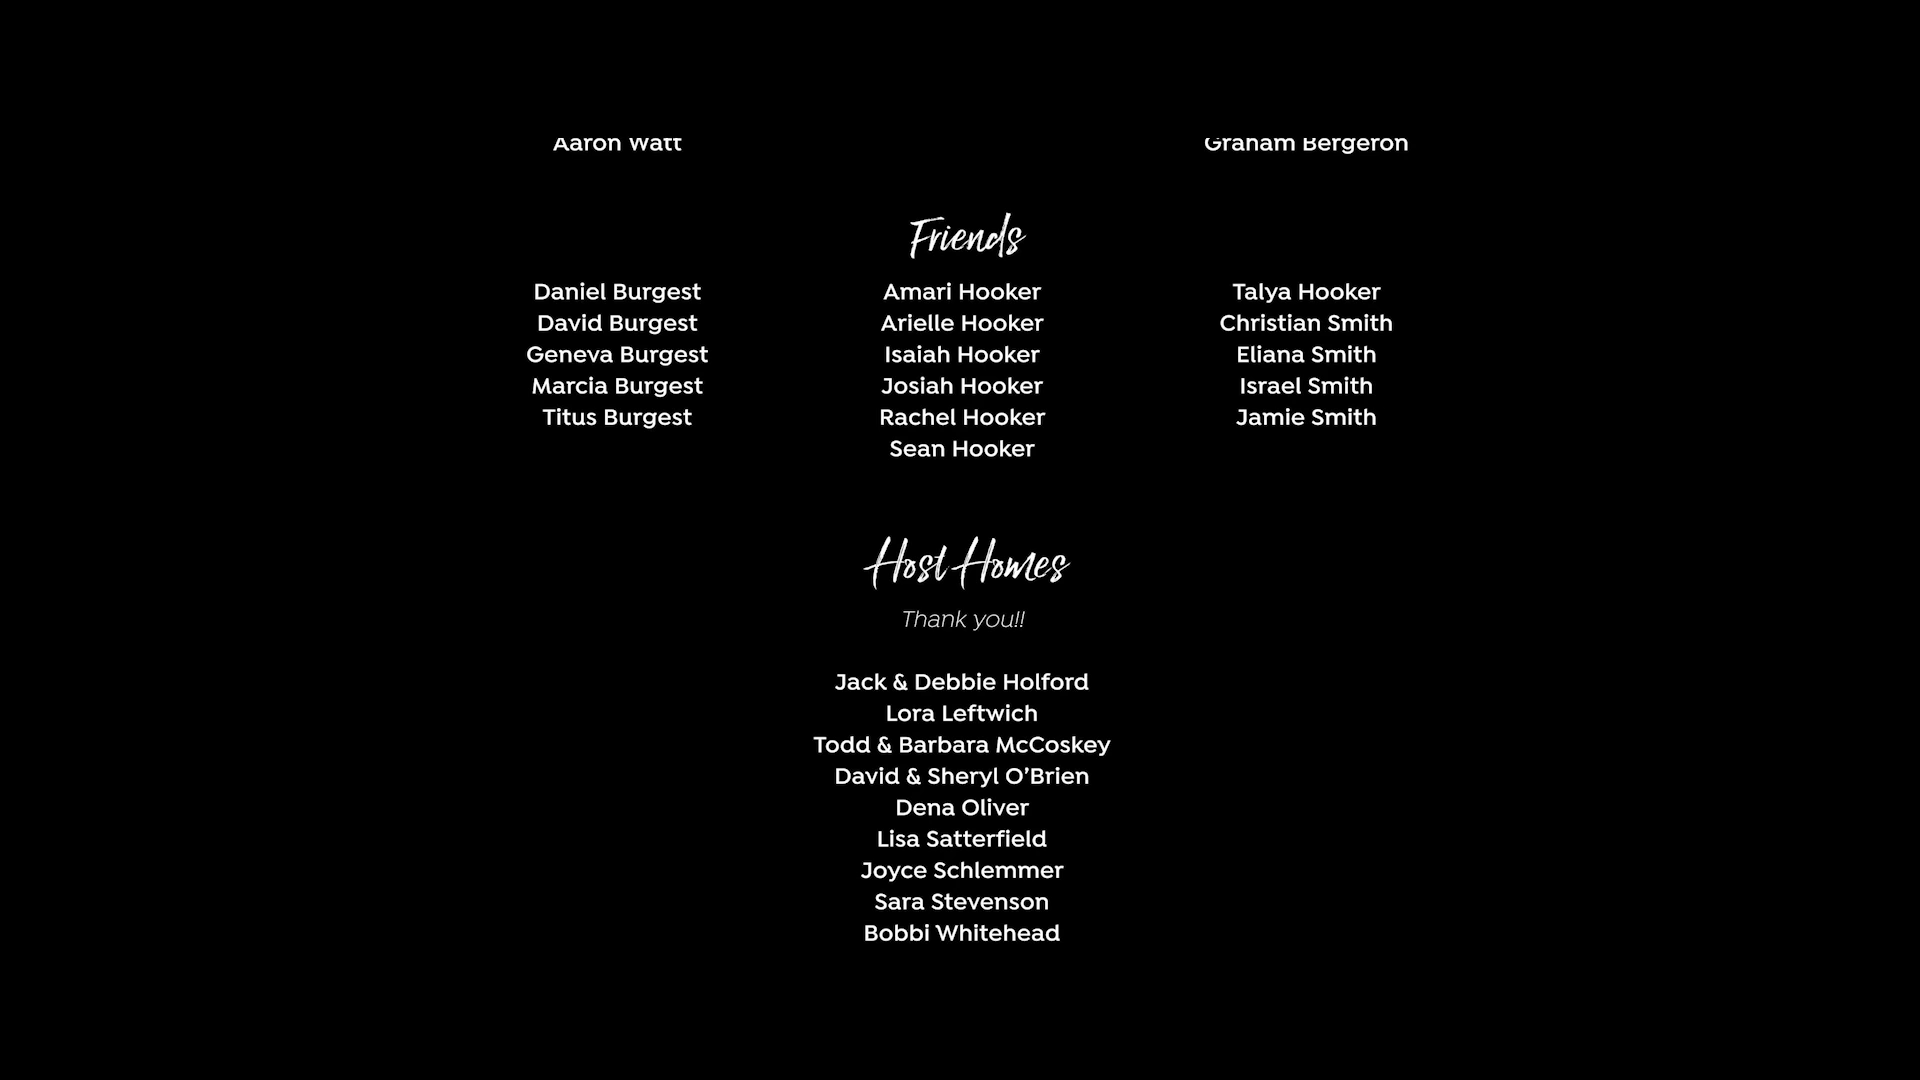 Aaron Watt
Graham Bergeron
Friends
Daniel Burgest
David Burgest
Geneva Burgest
Marcia Burgest
Titus Burgest
Amari Hooker
Arielle Hooker
Isaiah Hooker
Josiah Hooker
Rachel Hooker
Sean Hooker
Talya Hooker
Christian Smith
Eliana Smith
Israel Smith
Jamie Smith
Host Homes
Thank you!!
Jack & Debbie Holford
Lora Leftwich
Todd & Barbara McCoskey
David & Sheryl O’Brien
Dena Oliver
Lisa Satterfield
Joyce Schlemmer
Sara Stevenson
Bobbi Whitehead